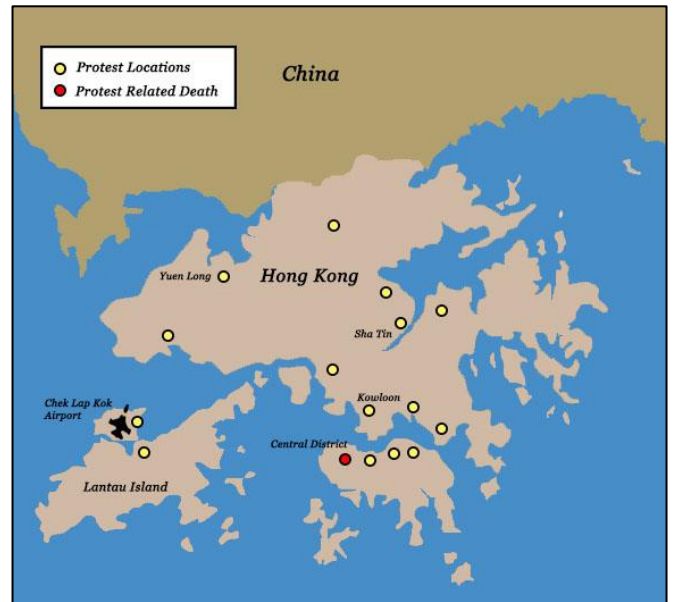 China
Protest Locations
Protest Related Death
Yuen Long
Hong Kong
Sha Tin
Chek Lap Kok
Airport
Kowloon
Central District
Lantau Island